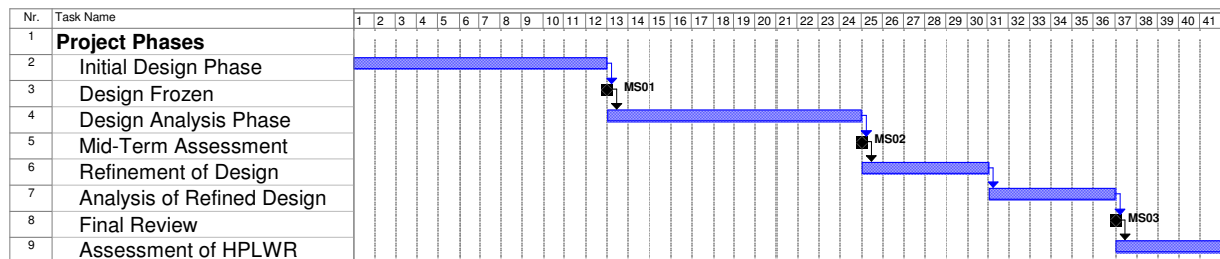 Nr. Task Name 1 2 3 4 5 6 7 8 9 10 11 12 13 14 15 16 17 18 19 20 21 22 23 24 25 26 27 28 29 30 31 32 33 34 35 36 37 38 39 40 41
1 Project Phases
2 Initial Design Phase
3 Design Frozen MS01
4 Design Analysis Phase
5 Mid-Term Assessment MS02
6 Refinement of Design
7 Analysis of Refined Design
8 Final Review MS03
9 Assessment of HPLWR